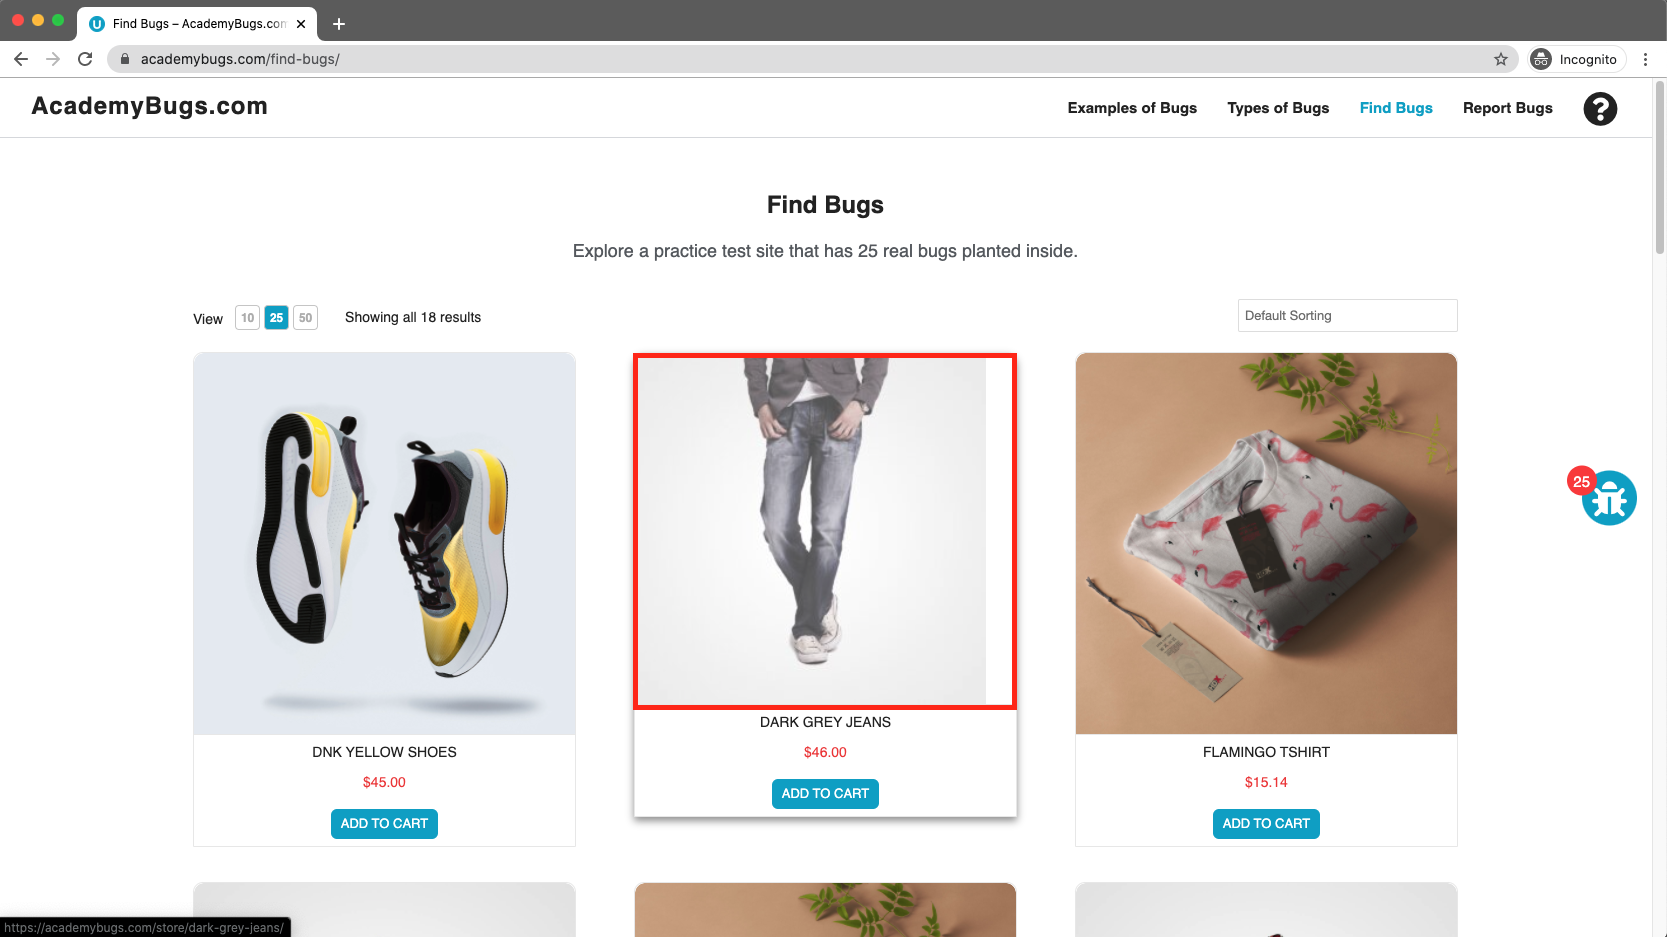 Find Bugs – AcademyBugs.com
academybugs.com/find-bugs/
Incognito
AcademyBugs.com
Examples of Bugs
Types of Bugs
Find Bugs
Report Bugs
?
Find Bugs
Explore a practice test site that has 25 real bugs planted inside.
View
10
25
50
Showing all 18 results
Default Sorting
25
DNK YELLOW SHOES
$45.00
ADD TO CART
DARK GREY JEANS
$46.00
ADD TO CART
FLAMINGO TSHIRT
$15.14
ADD TO CART
https://academybugs.com/store/dark-grey-jeans/